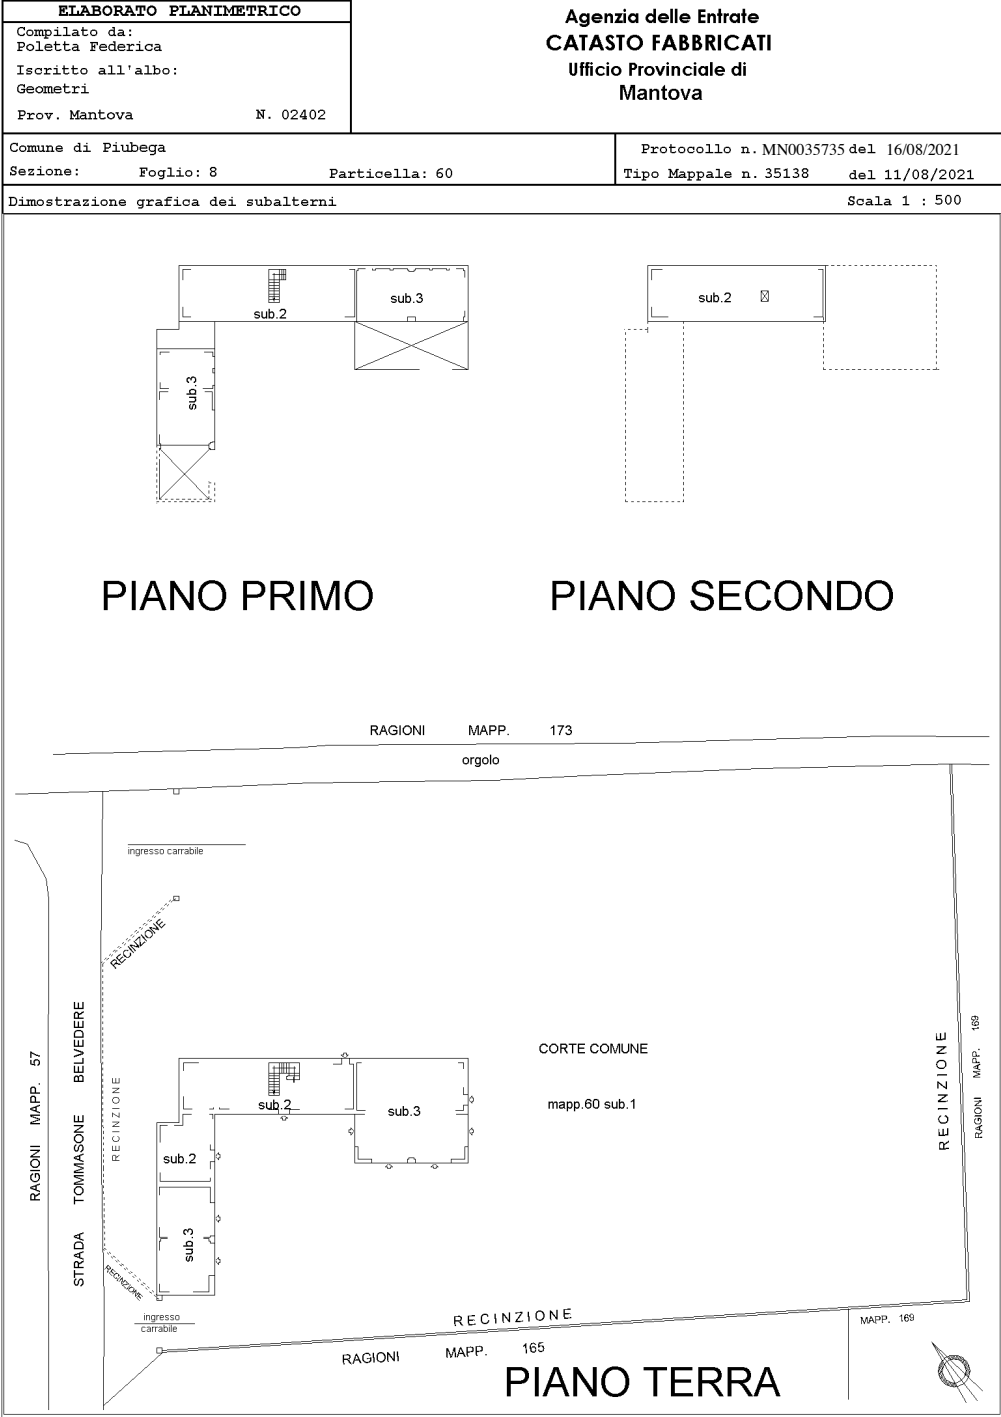 ELABORATO PLANIMETRICO
Compilato da:
Poletta Federica
Iscritto all'albo:
Geometri
Prov. Mantova N. 02402
Agenzia delle Entrate
CATASTO FABBRICATI
Ufficio Provinciale di
Mantova
Comune di Piubega
Sezione: Foglio: 8 Particella: 60
Protocollo n. MN0035735 del 16/08/2021
Tipo Mappale n. 35138 del 11/08/2021
Dimostrazione grafica dei subalterni
Scala 1 : 500
sub.2
sub.3
sub.3
sub.2
PIANO PRIMO
PIANO SECONDO
RAGIONI MAPP. 173
orgolo
ingresso carrabile
RECINZIONE
RAGIONI MAPP. 57
STRADA TOMMASONE BELVEDERE
RECINZIONE
CORTE COMUNE
mapp.60 sub.1
sub.2
sub.3
sub.2
sub.3
RECINZIONE
RAGIONI MAPP. 169
RECINZIONE
ingresso
carrabile
RECINZIONE
MAPP. 169
RAGIONI MAPP. 165
PIANO TERRA